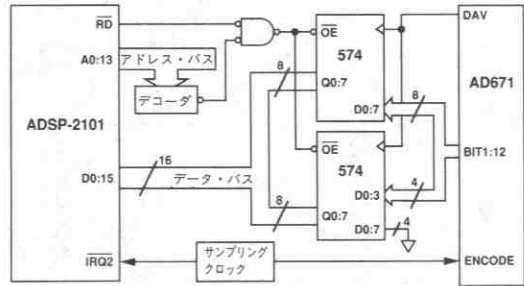 ADSP-2101
RD
A0:13
アドレス・バス
デコーダ
D0:15
16
データ・バス
IRQ2
サンプリング
クロック
OE
574
Q0:7
8
D0:7
8
OE
574
D0:3
4
Q0:7
8
D0:7
4
DAV
AD671
BIT1:12
ENCODE